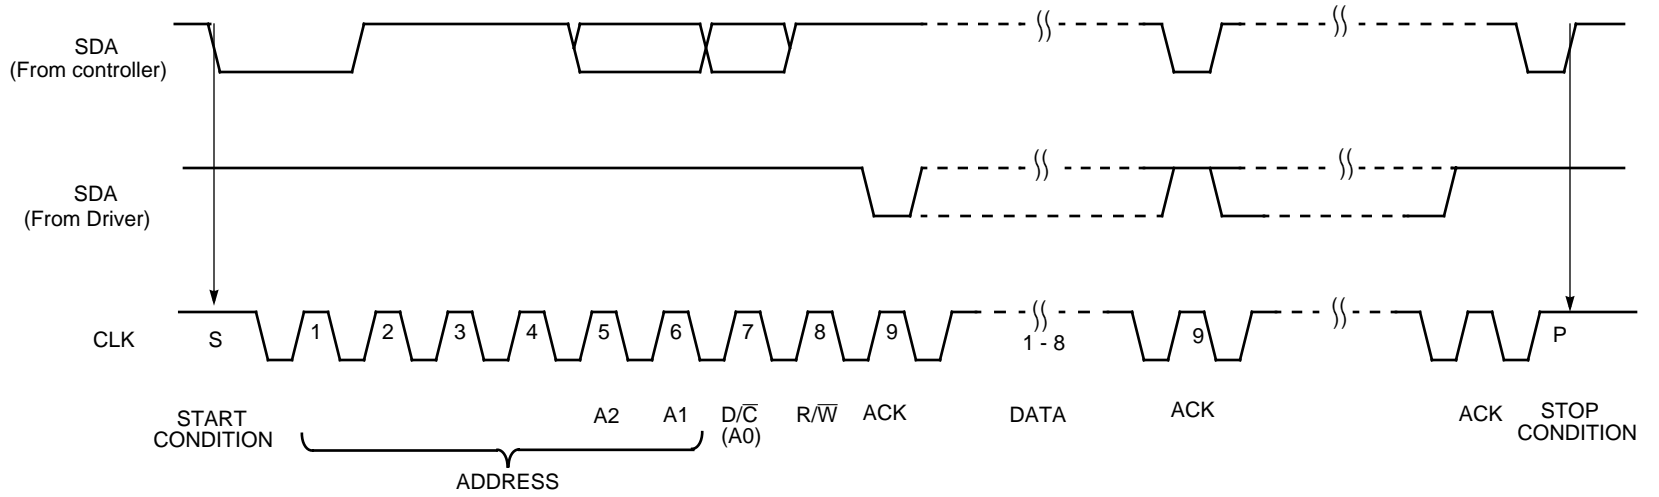 SDA
(From controller)
SDA
(From Driver)
CLK
S
1
2
3
4
5
6
7
8
9
1 - 8
9
P
START
CONDITION
A2
A1
D/C̅
(A0)
R/W̅
ACK
DATA
ACK
ACK
STOP
CONDITION
ADDRESS